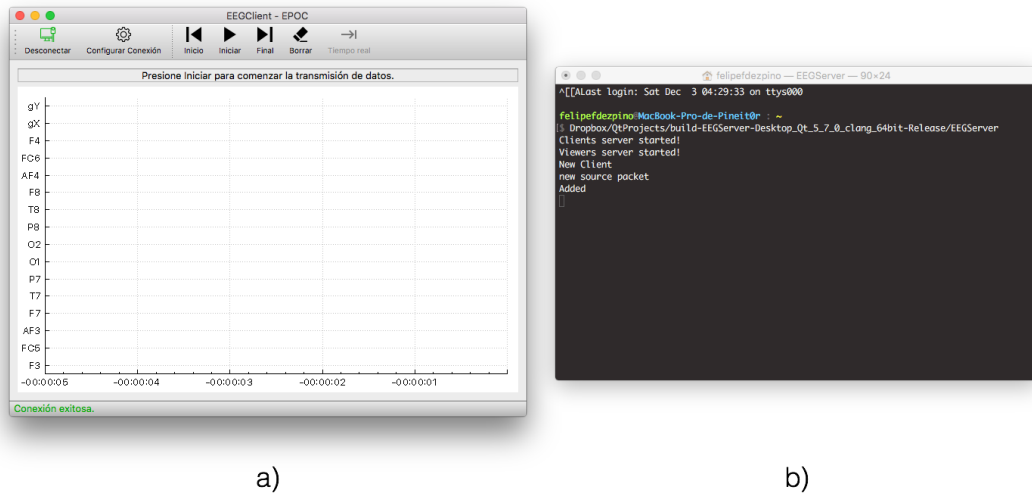 EEGClient - EPOC
Desconectar Configurar Conexión Inicio Iniciar Final Borrar Tiempo real
Presione Iniciar para comenzar la transmisión de datos.
gY
gX
F4
FC6
AF4
F8
T8
P8
O2
O1
P7
T7
F7
AF3
FC5
F3
-00:00:05 -00:00:04 -00:00:03 -00:00:02 -00:00:01
Conexión exitosa.
a)
felipefdezpino — EEGServer — 90×24
^[[ALast login: Sat Dec 3 04:29:33 on ttys000
felipefdezpino@MacBook-Pro-de-Pineit0r : ~
[$ Dropbox/QtProjects/build-EEGServer-Desktop_Qt_5_7_0_clang_64bit-Release/EEGServer
Clients server started!
Viewers server started!
New Client
new source packet
Added
b)